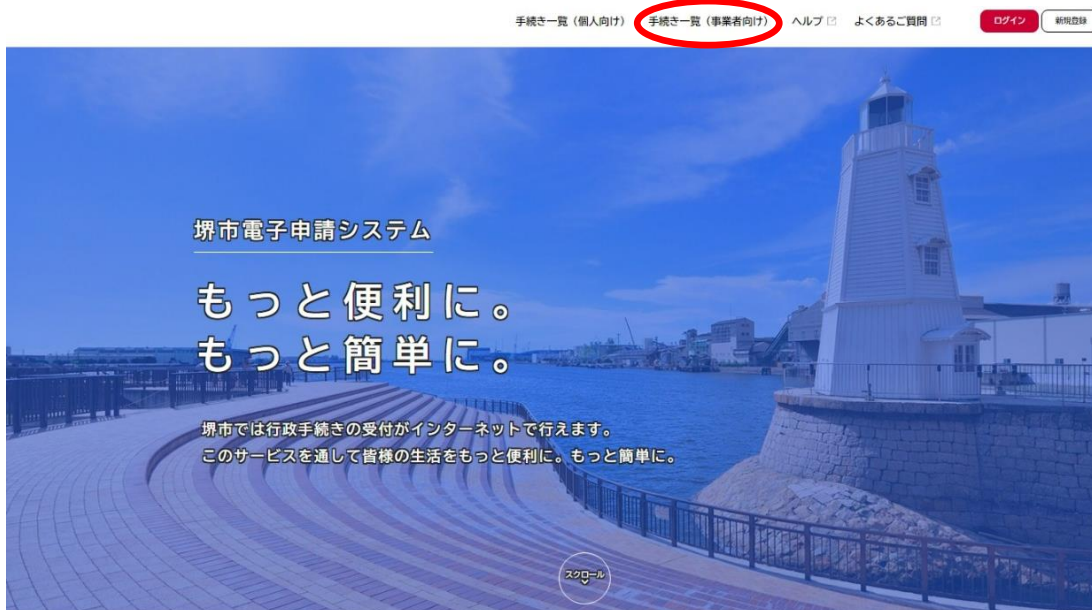 手続き一覧（個人向け） 手続き一覧（事業者向け） ヘルプ よくあるご質問 ログイン 新規登録
堺市電子申請システム
もっと便利に。
もっと簡単に。
堺市では行政手続きの受付がインターネットで行えます。
このサービスを通して皆様の生活をもっと便利に。もっと簡単に。
スクロール